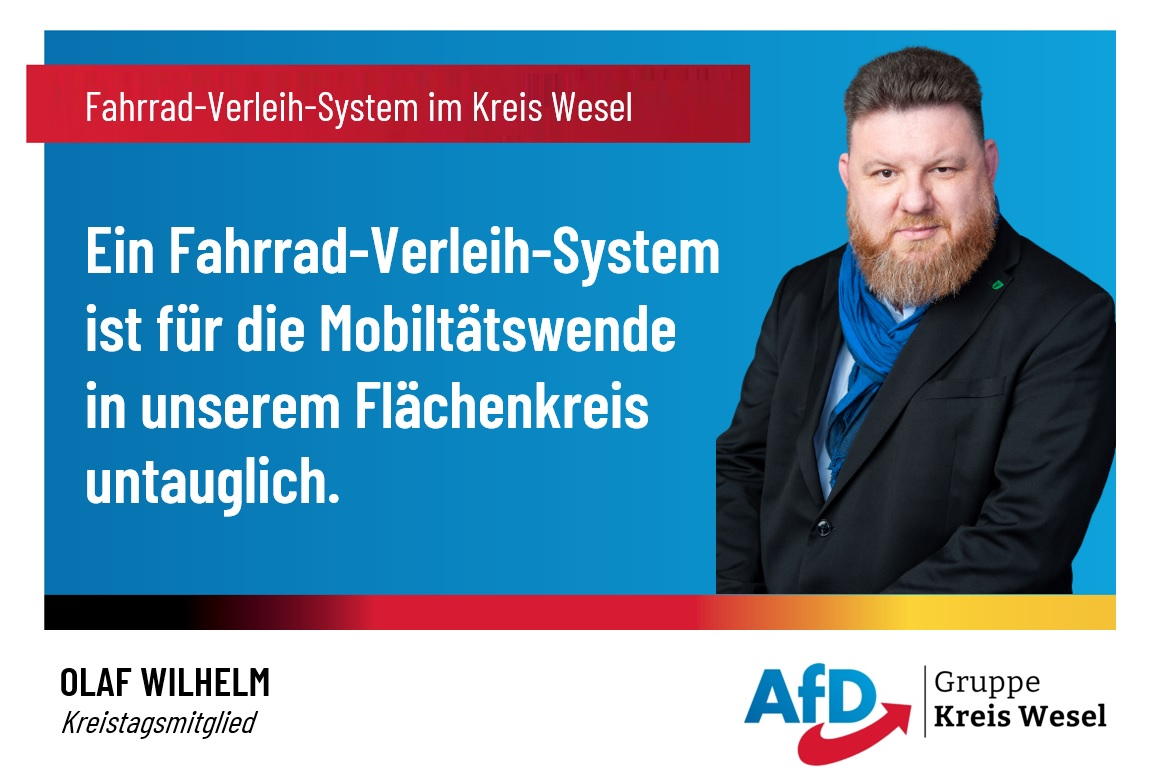 Fahrrad-Verleih-System im Kreis Wesel
Ein Fahrrad-Verleih-System
ist für die Mobiltätswende
in unserem Flächenkreis
untauglich.
OLAF WILHELM
Kreistagsmitglied
AfD
Gruppe
Kreis Wesel